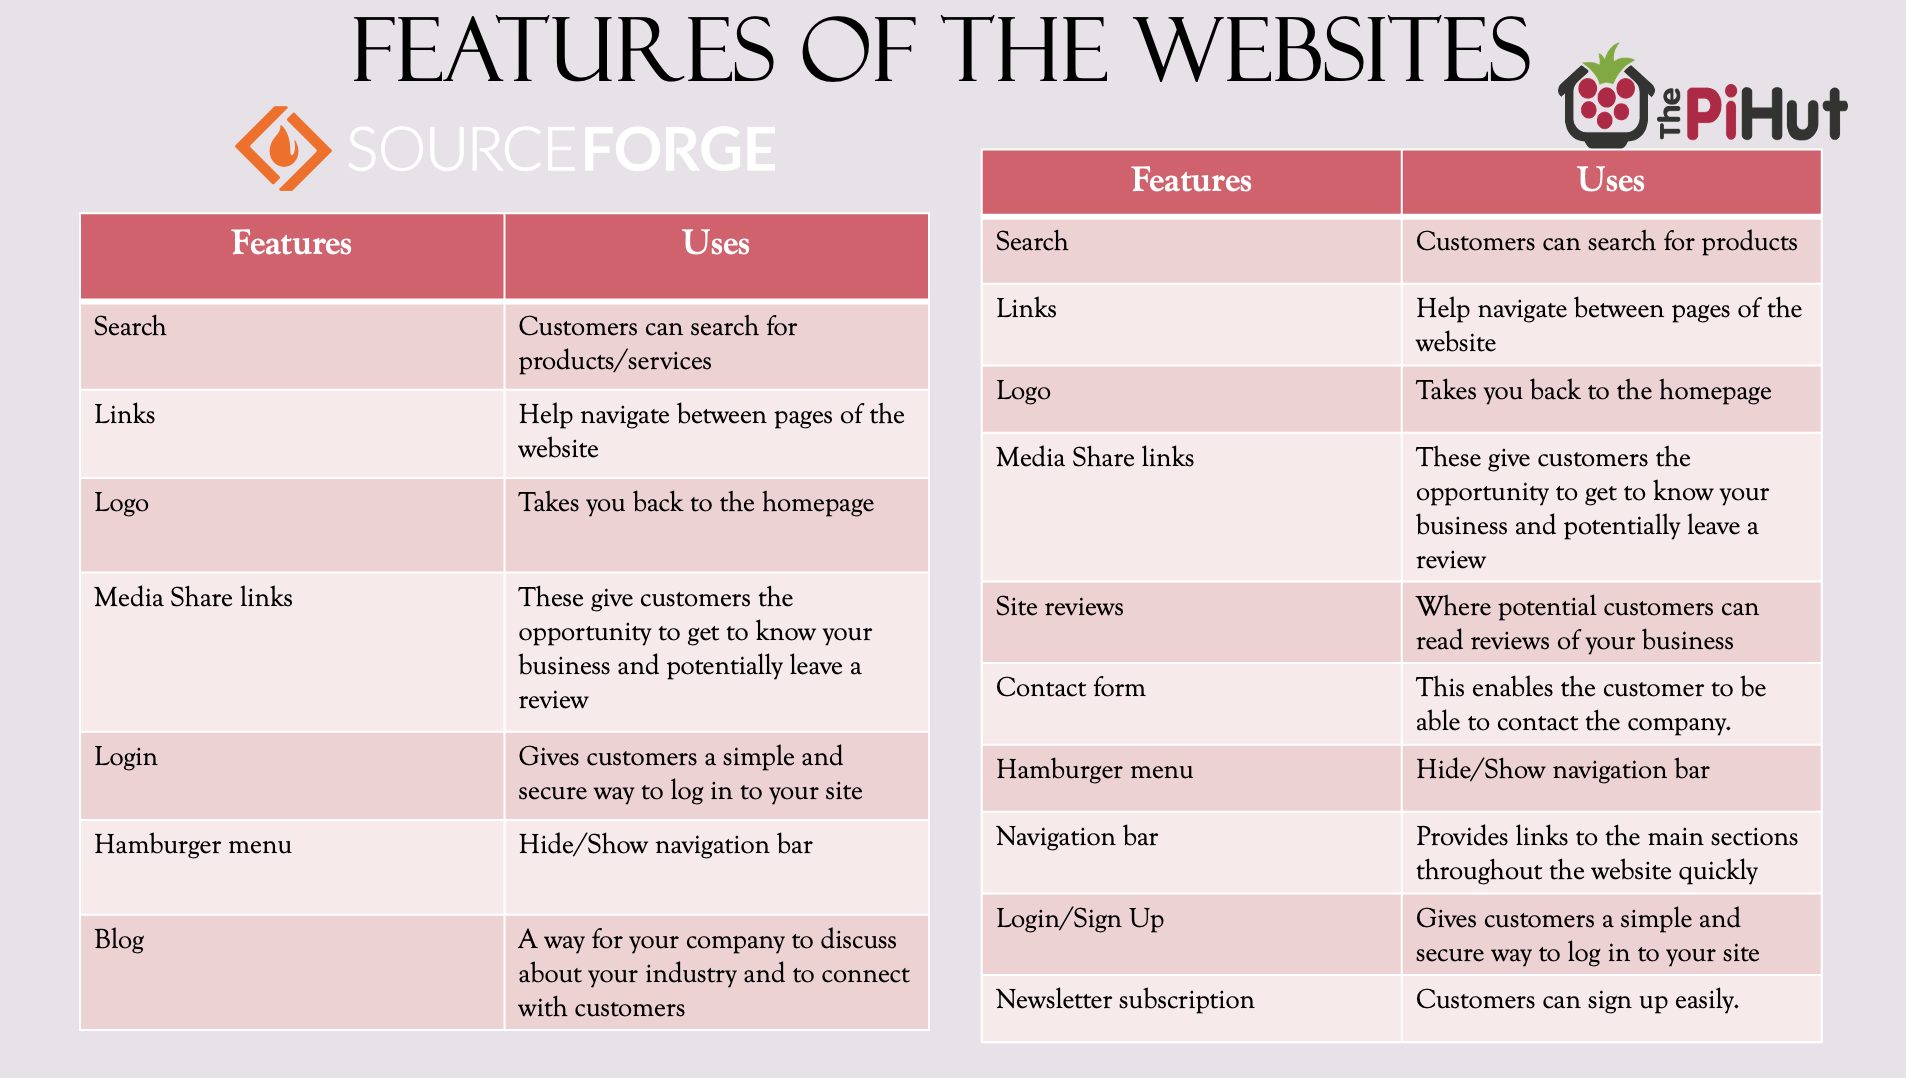 FEATURES OF THE WEBSITES
SOURCEFORGE
Features Uses
Search Customers can search for
products/services
Links Help navigate between pages of the
website
Logo Takes you back to the homepage
Media Share links These give customers the
opportunity to get to know your
business and potentially leave a
review
Login Gives customers a simple and
secure way to log in to your site
Hamburger menu Hide/Show navigation bar
Blog A way for your company to discuss
about your industry and to connect
with customers
The PiHut
Features Uses
Search Customers can search for products
Links Help navigate between pages of the
website
Logo Takes you back to the homepage
Media Share links These give customers the
opportunity to get to know your
business and potentially leave a
review
Site reviews Where potential customers can
read reviews of your business
Contact form This enables the customer to be
able to contact the company.
Hamburger menu Hide/Show navigation bar
Navigation bar Provides links to the main sections
throughout the website quickly
Login/Sign Up Gives customers a simple and
secure way to log in to your site
Newsletter subscription Customers can sign up easily.